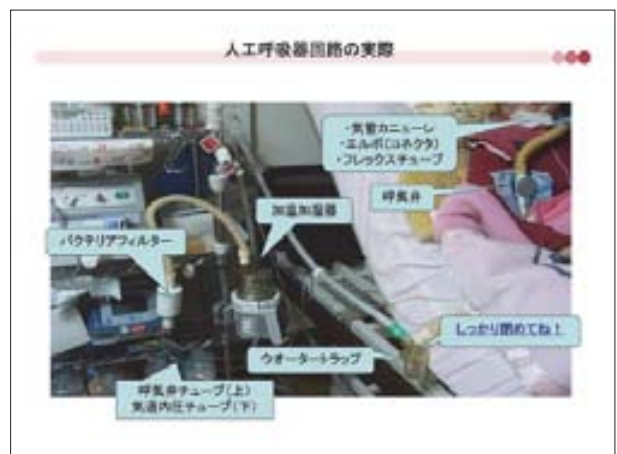 人工呼吸器回路の実際
・気管カニューレ
・エルボ(コネクタ)
・フレックスチューブ
呼気弁
加温加湿器
バクテリアフィルター
しっかり閉めてね！
ウオータートラップ
呼気弁チューブ(上)
気道内圧チューブ(下)